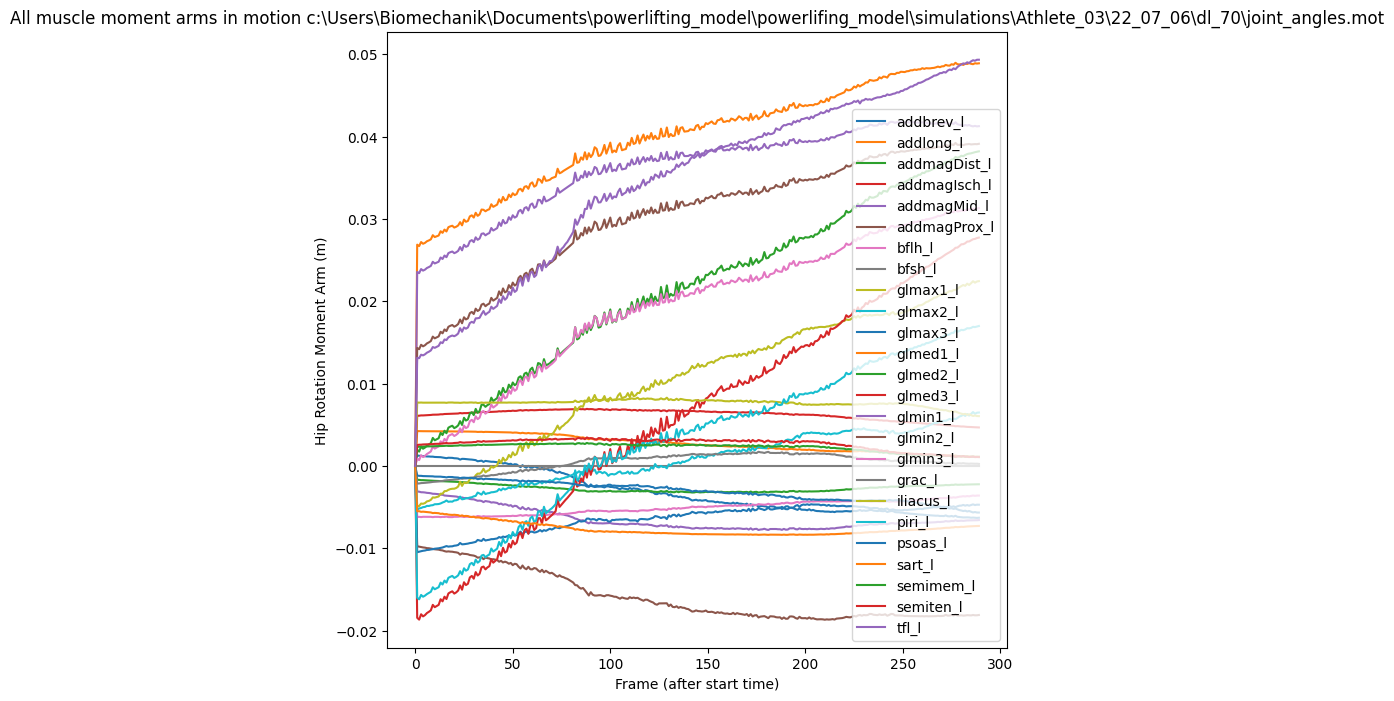 All muscle moment arms in motion c:\Users\Biomechanik\Documents\powerlifting_model\powerlifing_model\simulations\Athlete_03\22_07_06\dl_70\joint_angles.mot
Hip Rotation Moment Arm (m)
0.05
0.04
0.03
0.02
0.01
0.00
−0.01
−0.02
0
50
100
150
200
250
300
Frame (after start time)
addbrev_l
addlong_l
addmagDist_l
addmagIsch_l
addmagMid_l
addmagProx_l
bflh_l
bfsh_l
glmax1_l
glmax2_l
glmax3_l
glmed1_l
glmed2_l
glmed3_l
glmin1_l
glmin2_l
glmin3_l
grac_l
iliacus_l
piri_l
psoas_l
sart_l
semimem_l
semiten_l
tfl_l